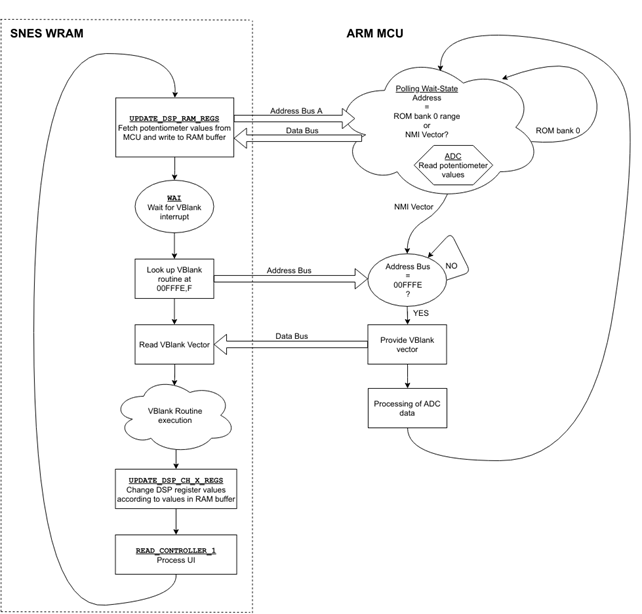 SNES WRAM
ARM MCU
UPDATE_DSP_RAM_REGS
Fetch potentiometer values from
MCU and write to RAM buffer
Address Bus A
Data Bus
Polling Wait-State
Address
=
ROM bank 0 range
or
NMI Vector?
ADC
Read potentiometer
values
ROM bank 0
NMI Vector
WAI
Wait for VBlank
interrupt
Look up VBlank
routine at
00FFFE,F
Address Bus
Address Bus
=
00FFFE
?
NO
YES
Read VBlank Vector
Data Bus
Provide VBlank
vector
Processing of ADC
data
VBlank Routine
execution
UPDATE_DSP_CH_X_REGS
Change DSP register values
according to values in RAM buffer
READ_CONTROLLER_1
Process UI